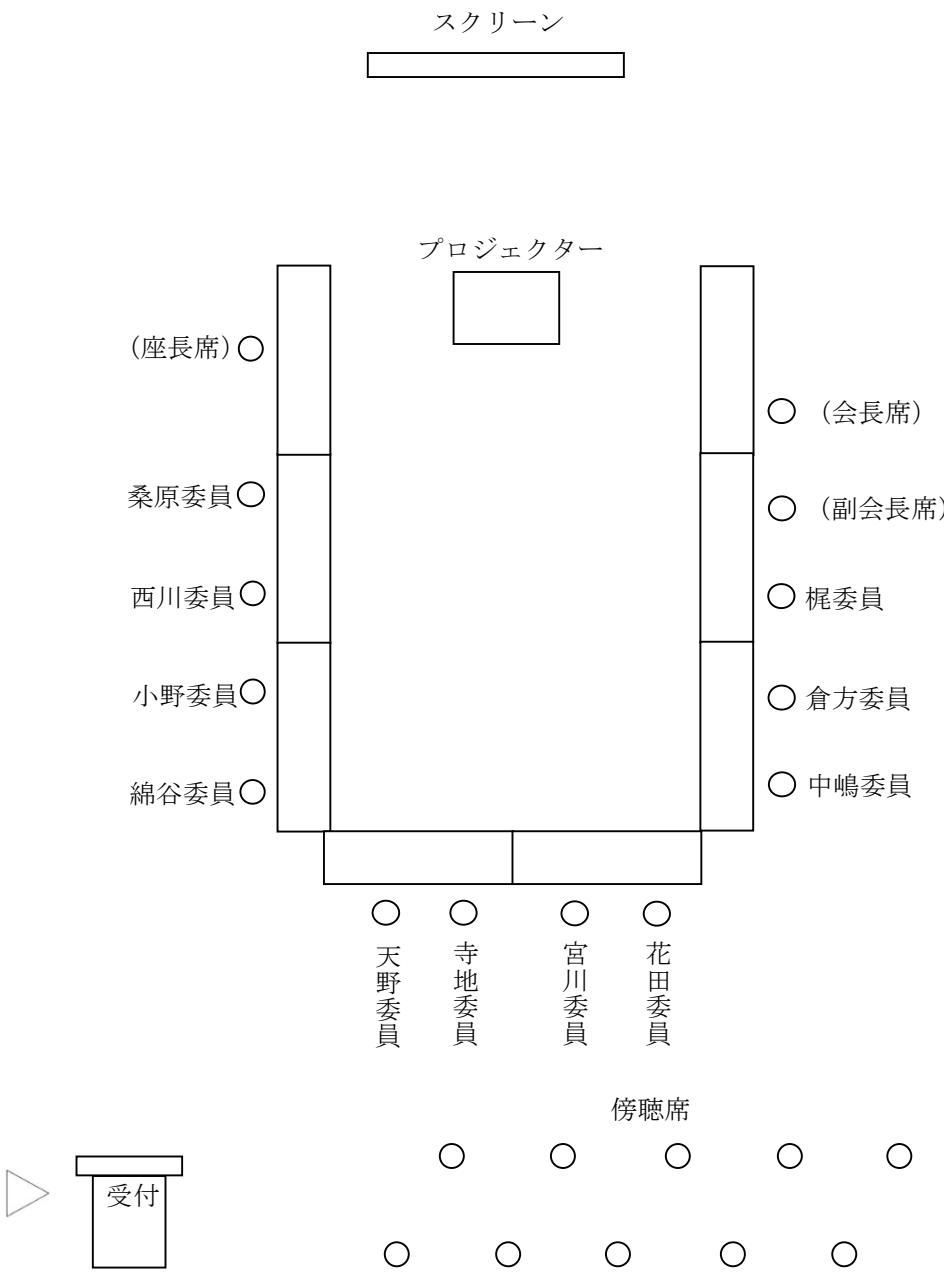 スクリーン
プロジェクター
（座長席）
（会長席）
桑原委員
（副会長席）
西川委員
梶委員
小野委員
倉方委員
綿谷委員
中嶋委員
天野委員
寺地委員
宮川委員
花田委員
傍聴席
受付